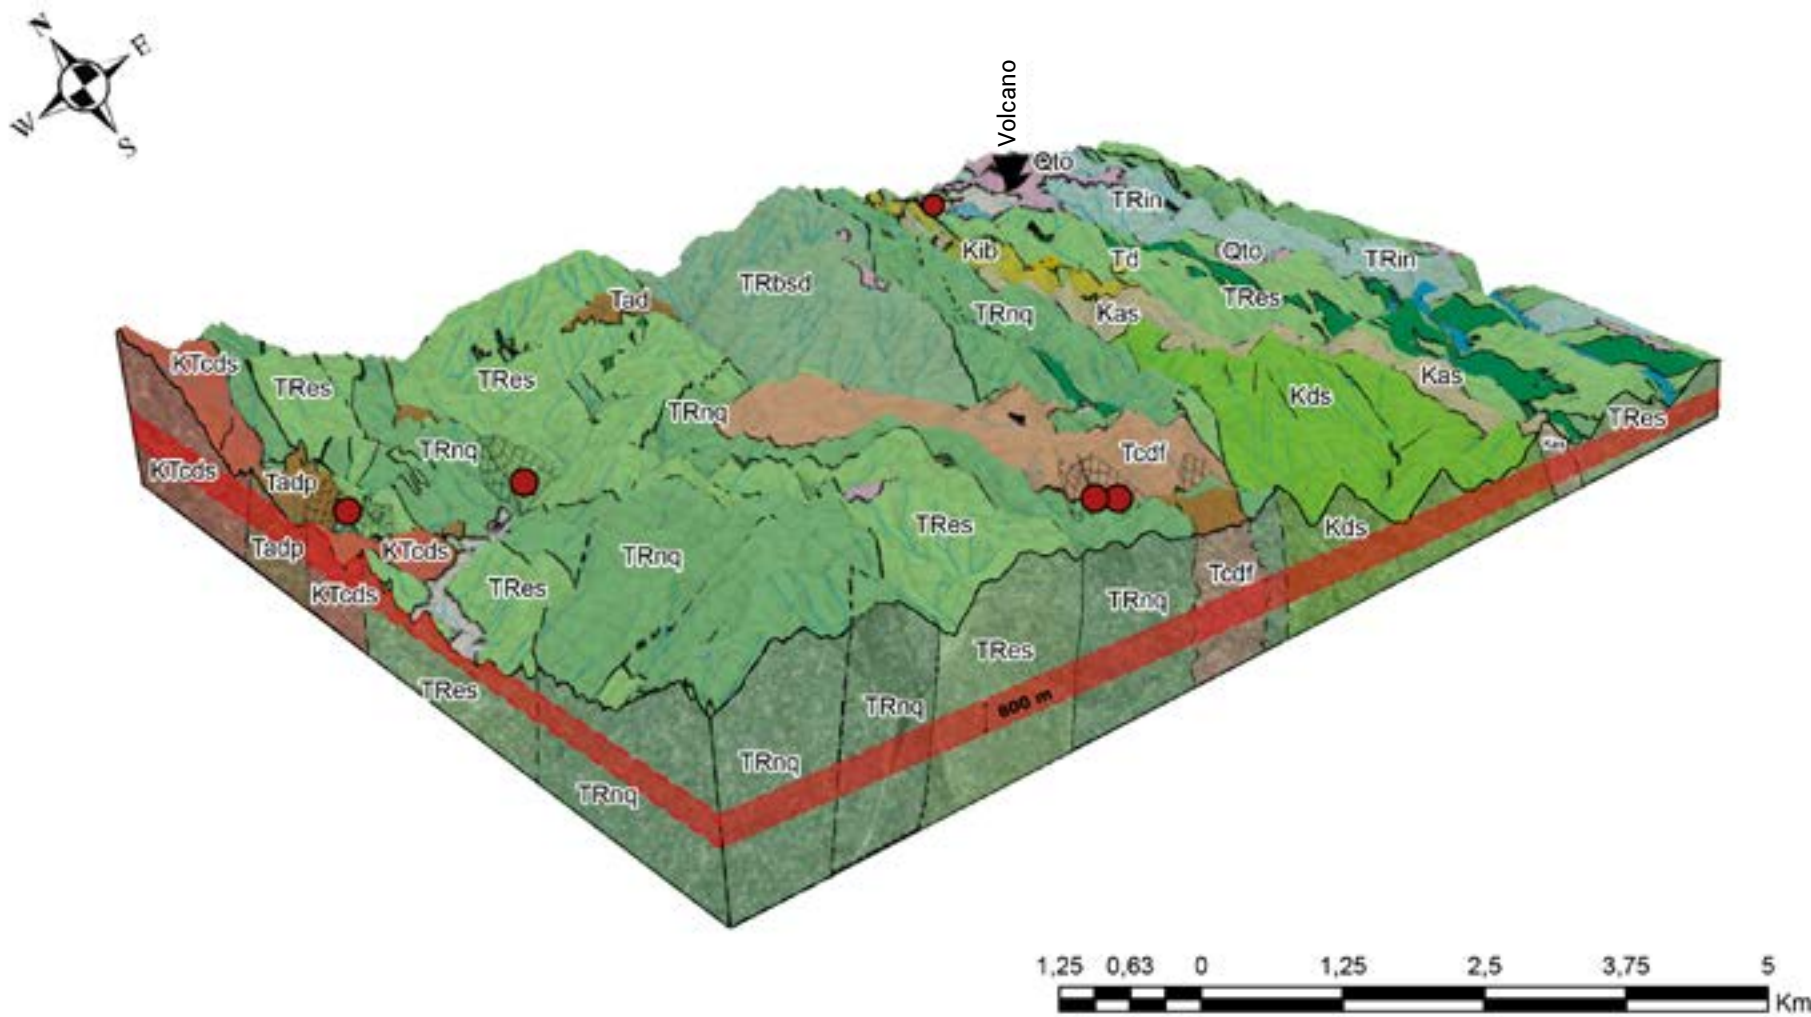 N
E
W
S
Volcano
Qto
TRin
Kib
Td
Qto
TRin
TRbsd
Tad
TRnq
Kas
TRes
KTcds
TRes
TRes
TRnq
Kds
Kas
TRes
TRnq
Tcdf
Kas
KTcds
Tadp
TRes
Kds
Tadp
KTcds
TRnq
Tcdf
KTcds
TRes
TRnq
TRes
TRes
TRnq
600 m
TRnq
TRnq
1,25 0,63 0 1,25 2,5 3,75 5
Km